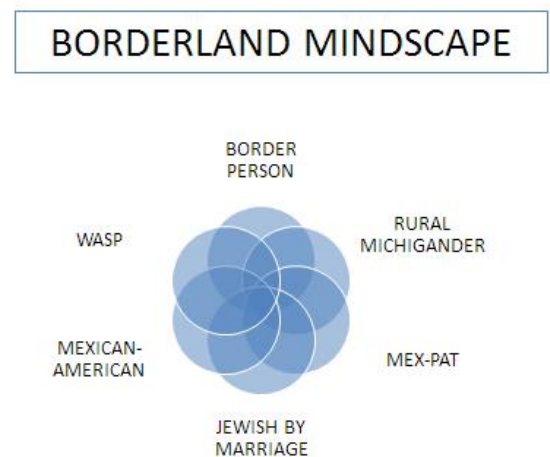 BORDERLAND MINDSCAPE
BORDER
PERSON
RURAL
MICHIGANDER
WASP
MEXICAN-
AMERICAN
MEX-PAT
JEWISH BY
MARRIAGE